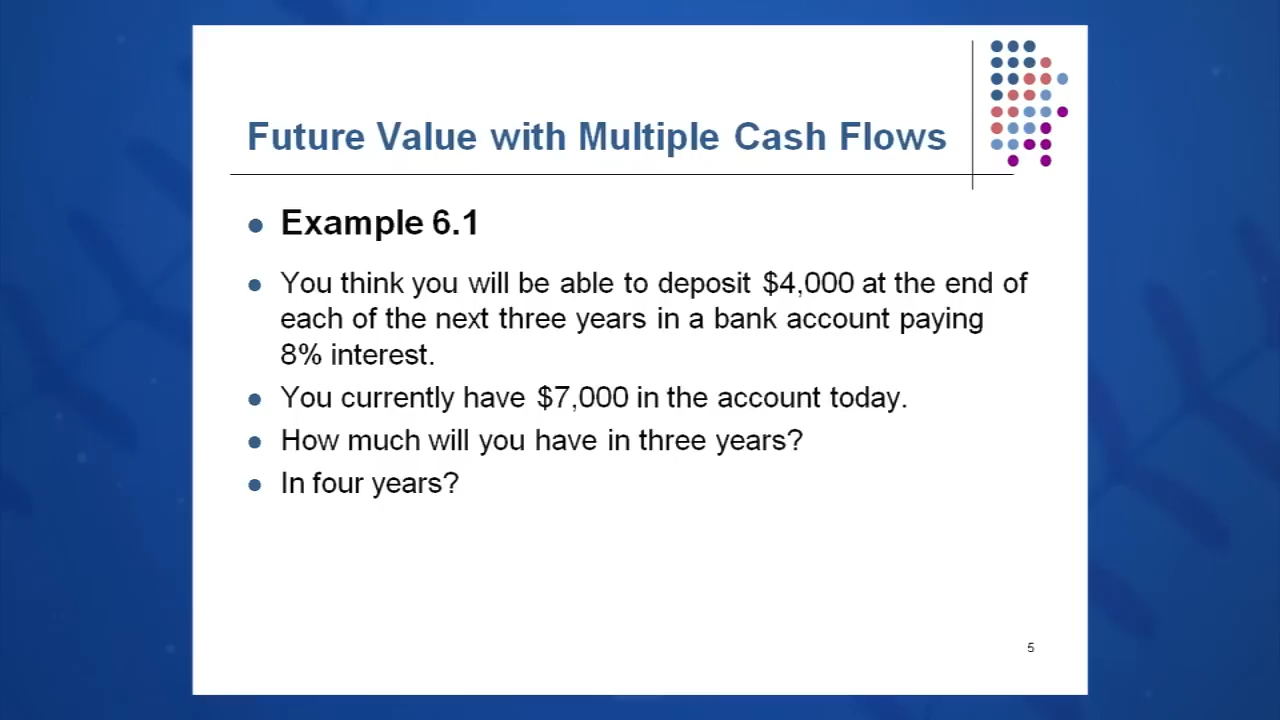 Future Value with Multiple Cash Flows
Example 6.1
You think you will be able to deposit $4,000 at the end of
each of the next three years in a bank account paying
8% interest.
You currently have $7,000 in the account today.
How much will you have in three years?
In four years?
5